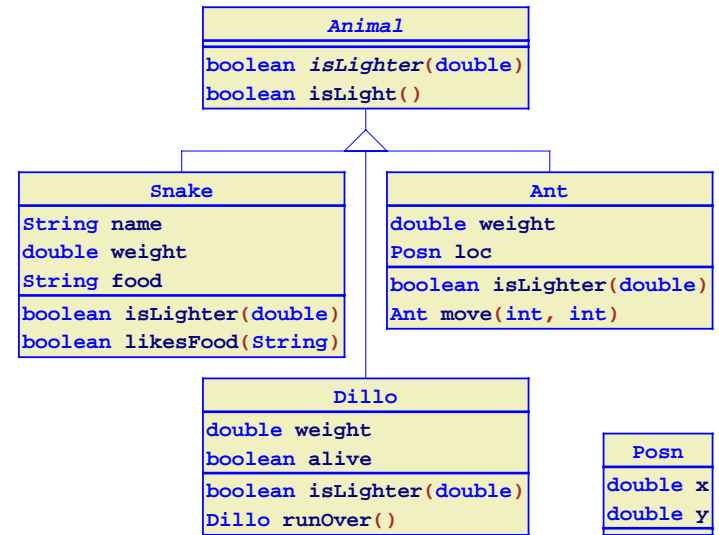 Animal
boolean isLighter(double)
boolean isLight()
Snake
String name
double weight
String food
boolean isLighter(double)
boolean likesFood(String)
Ant
double weight
Posn loc
boolean isLighter(double)
Ant move(int, int)
Dillo
double weight
boolean alive
boolean isLighter(double)
Dillo runOver()
Posn
double x
double y